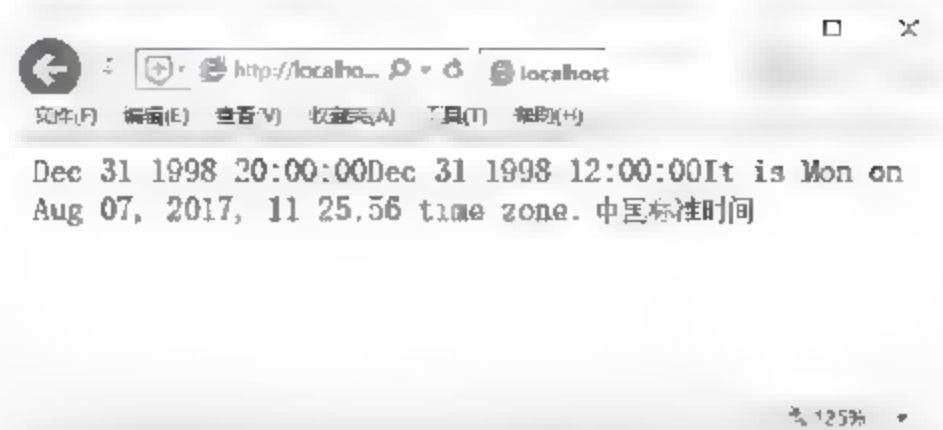 http://localho... localhost
文件(F) 编辑(E) 查看(V) 收藏夹(A) 工具(T) 帮助(H)
Dec 31 1998 20:00:00Dec 31 1998 12:00:00It is Mon on
Aug 07, 2017, 11 25.56 time zone. 中国标准时间
125%